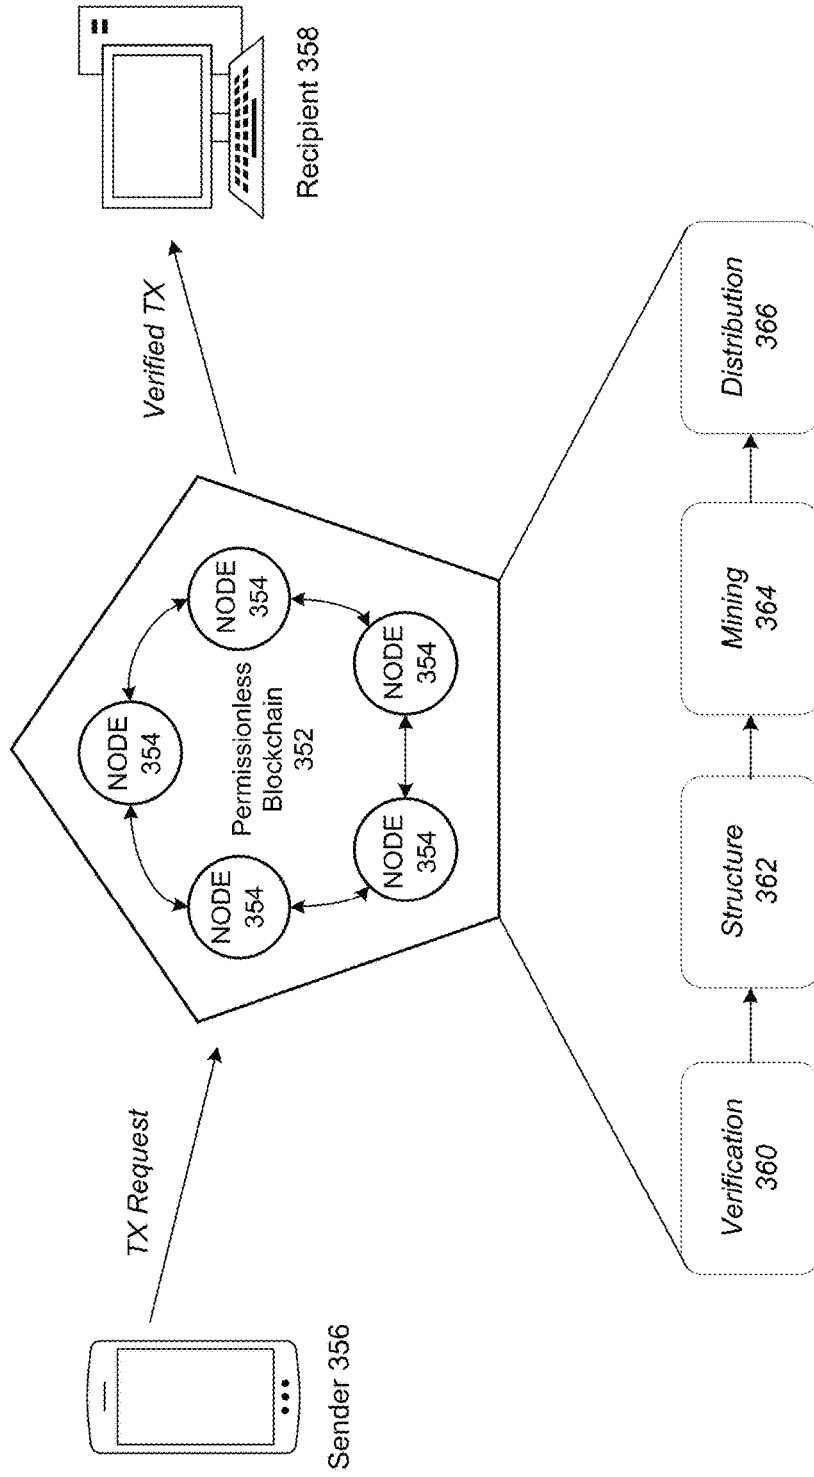 TX Request
Verified TX
Sender 356
Recipient 358
NODE
354
NODE
354
NODE
354
Permissionless
Blockchain
352
NODE
354
NODE
354
Verification
360
Structure
362
Mining
364
Distribution
366